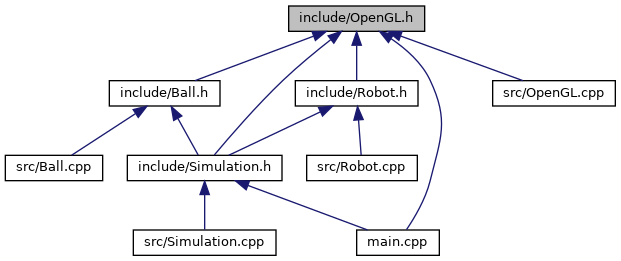 include/OpenGL.h
include/Ball.h
include/Robot.h
src/OpenGL.cpp
src/Ball.cpp
include/Simulation.h
src/Robot.cpp
src/Simulation.cpp
main.cpp